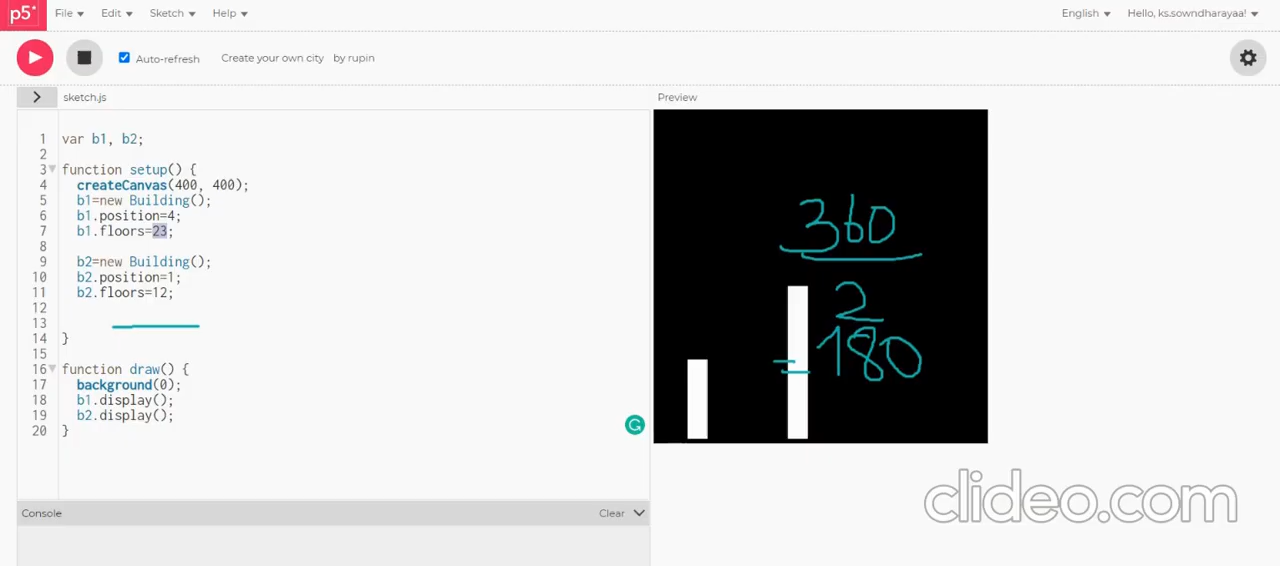 p5*
File Edit Sketch Help English Hello, ks.sowndharayaa!
Auto-refresh Create your own city by rupin
sketch.js Preview
1 var b1, b2;
2
3 function setup() {
4 createCanvas(400, 400);
5 b1=new Building();
6 b1.position=4;
7 b1.floors=23;
8
9 b2=new Building();
10 b2.position=1;
11 b2.floors=12;
12
13
14 }
15
16 function draw() {
17 background(0);
18 b1.display();
19 b2.display();
20 }
360
2
=180
Console Clear
clideo.com